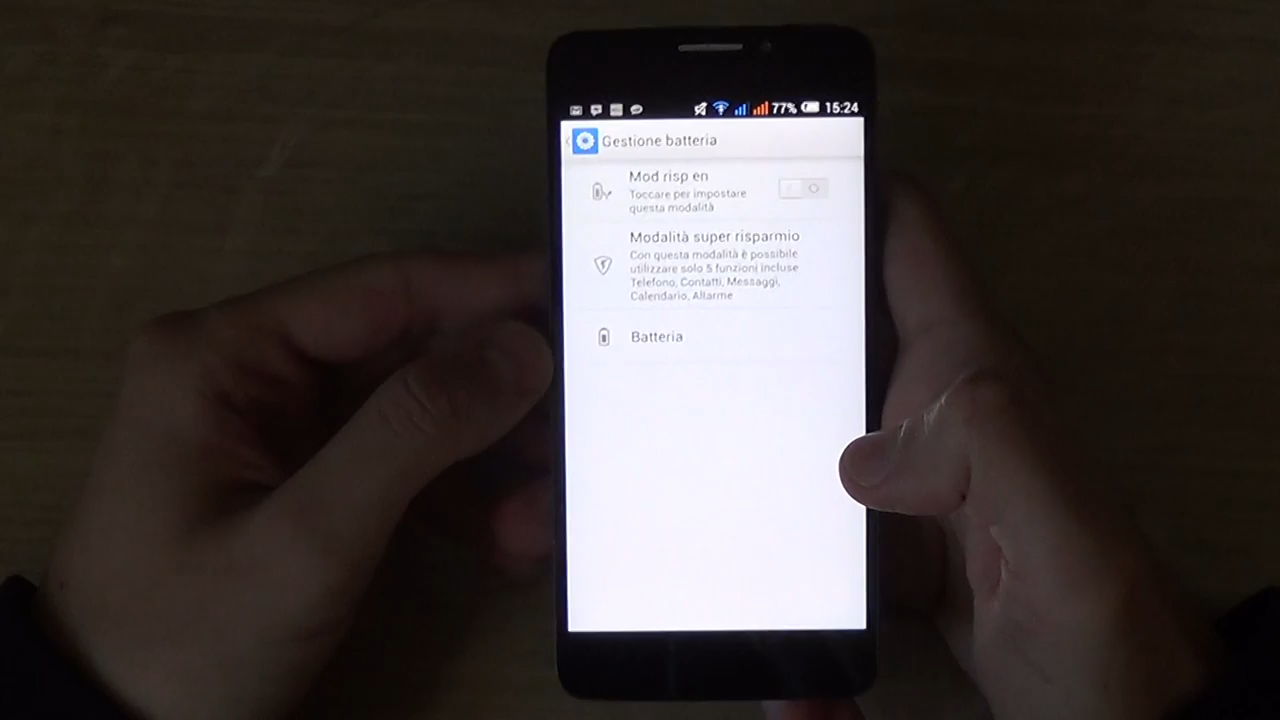 77% 15:24
Gestione batteria
Mod risp en
Toccare per impostare
questa modalità
Modalità super risparmio
Con questa modalità è possibile
utilizzare solo 5 funzioni incluse
Telefono, Contatti, Messaggi,
Calendario, Allarme
Batteria